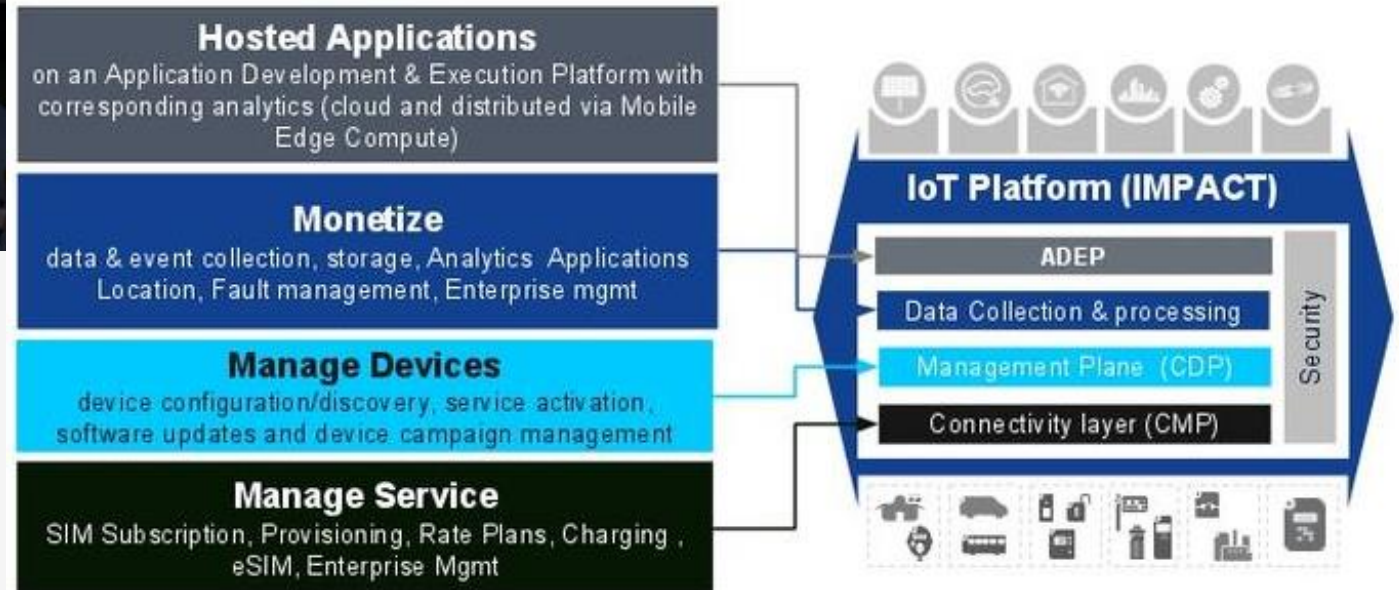 Hosted Applications
on an Application Development & Execution Platform with
corresponding analytics (cloud and distributed via Mobile
Edge Compute)
Monetize
data & event collection, storage, Analytics Applications
Location, Fault management, Enterprise mgmt
Manage Devices
device configuration/discovery, service activation,
software updates and device campaign management
Manage Service
SIM Subscription, Provisioning, Rate Plans, Charging ,
eSIM, Enterprise Mgmt
IoT Platform (IMPACT)
ADEP
Data Collection & processing
Management Plane (CDP)
Connectivity layer (CMP)
Security